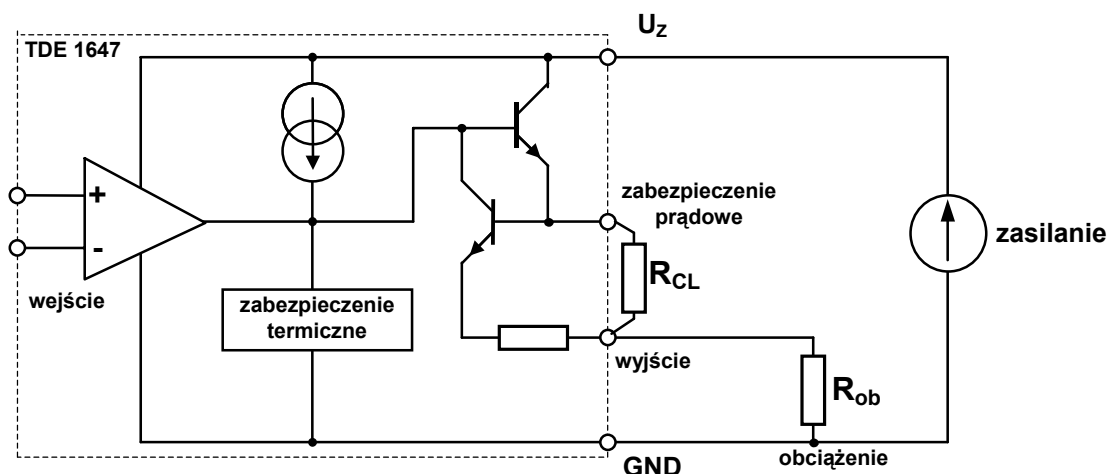 U_Z
TDE 1647
+
-
wejście
zabezpieczenie
termiczne
zabezpieczenie
prądowe
R_CL
zasilanie
wyjście
R_ob
obciążenie
GND